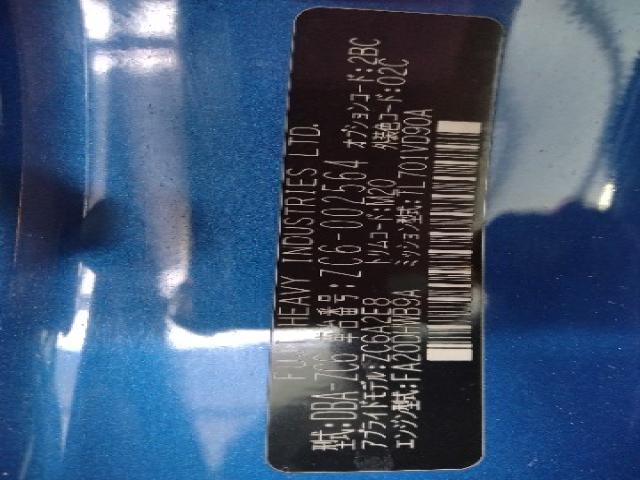 FUJI HEAVY INDUSTRIES LTD.
型式:DBA-ZC6 車台番号:ZC6-002564
アプライドモデル:ZC6A2E8 トリムコード:M20 オプションコード:2BC
エンジン型式:FA20DHWB9A ミッション型式:TL701VD90A 外装色コード:02C